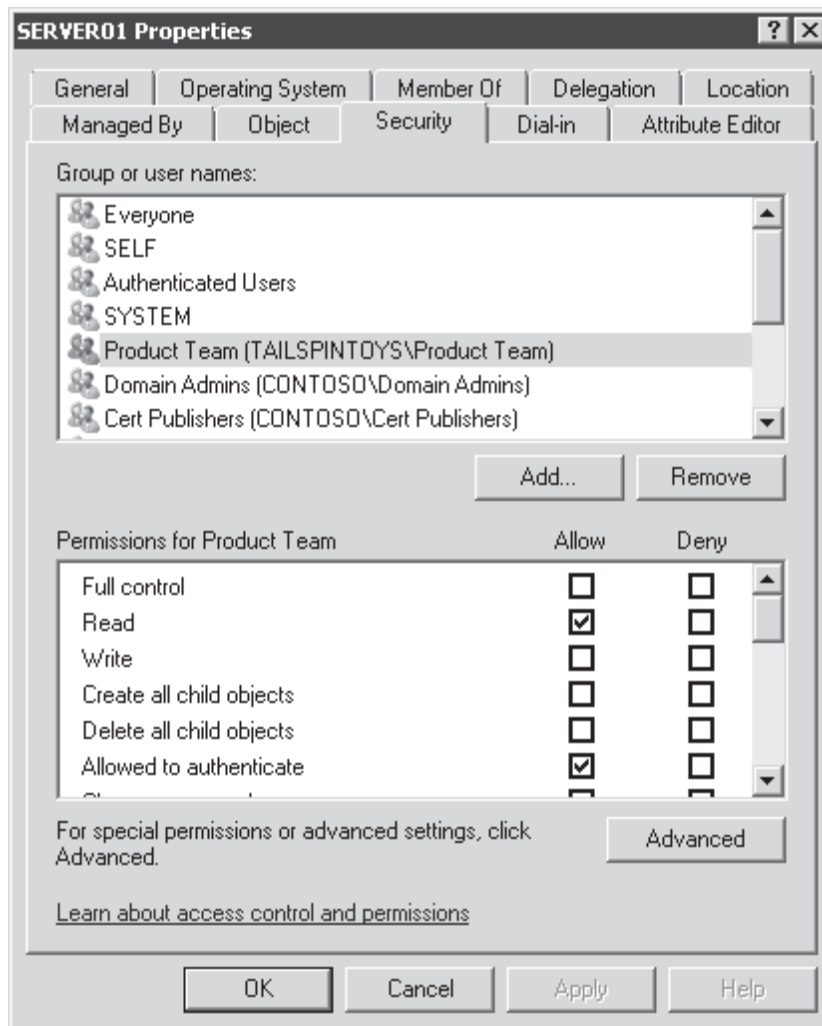 SERVER01 Properties
General Operating System Member Of Delegation Location
Managed By Object Security Dial-in Attribute Editor
Group or user names:
Everyone
SELF
Authenticated Users
SYSTEM
Product Team (TAILSPINTOYS\Product Team)
Domain Admins (CONTOSO\Domain Admins)
Cert Publishers (CONTOSO\Cert Publishers)
Add... Remove
Permissions for Product Team Allow Deny
Full control
Read
Write
Create all child objects
Delete all child objects
Allowed to authenticate
For special permissions or advanced settings, click
Advanced.
Advanced
Learn about access control and permissions
OK Cancel Apply Help